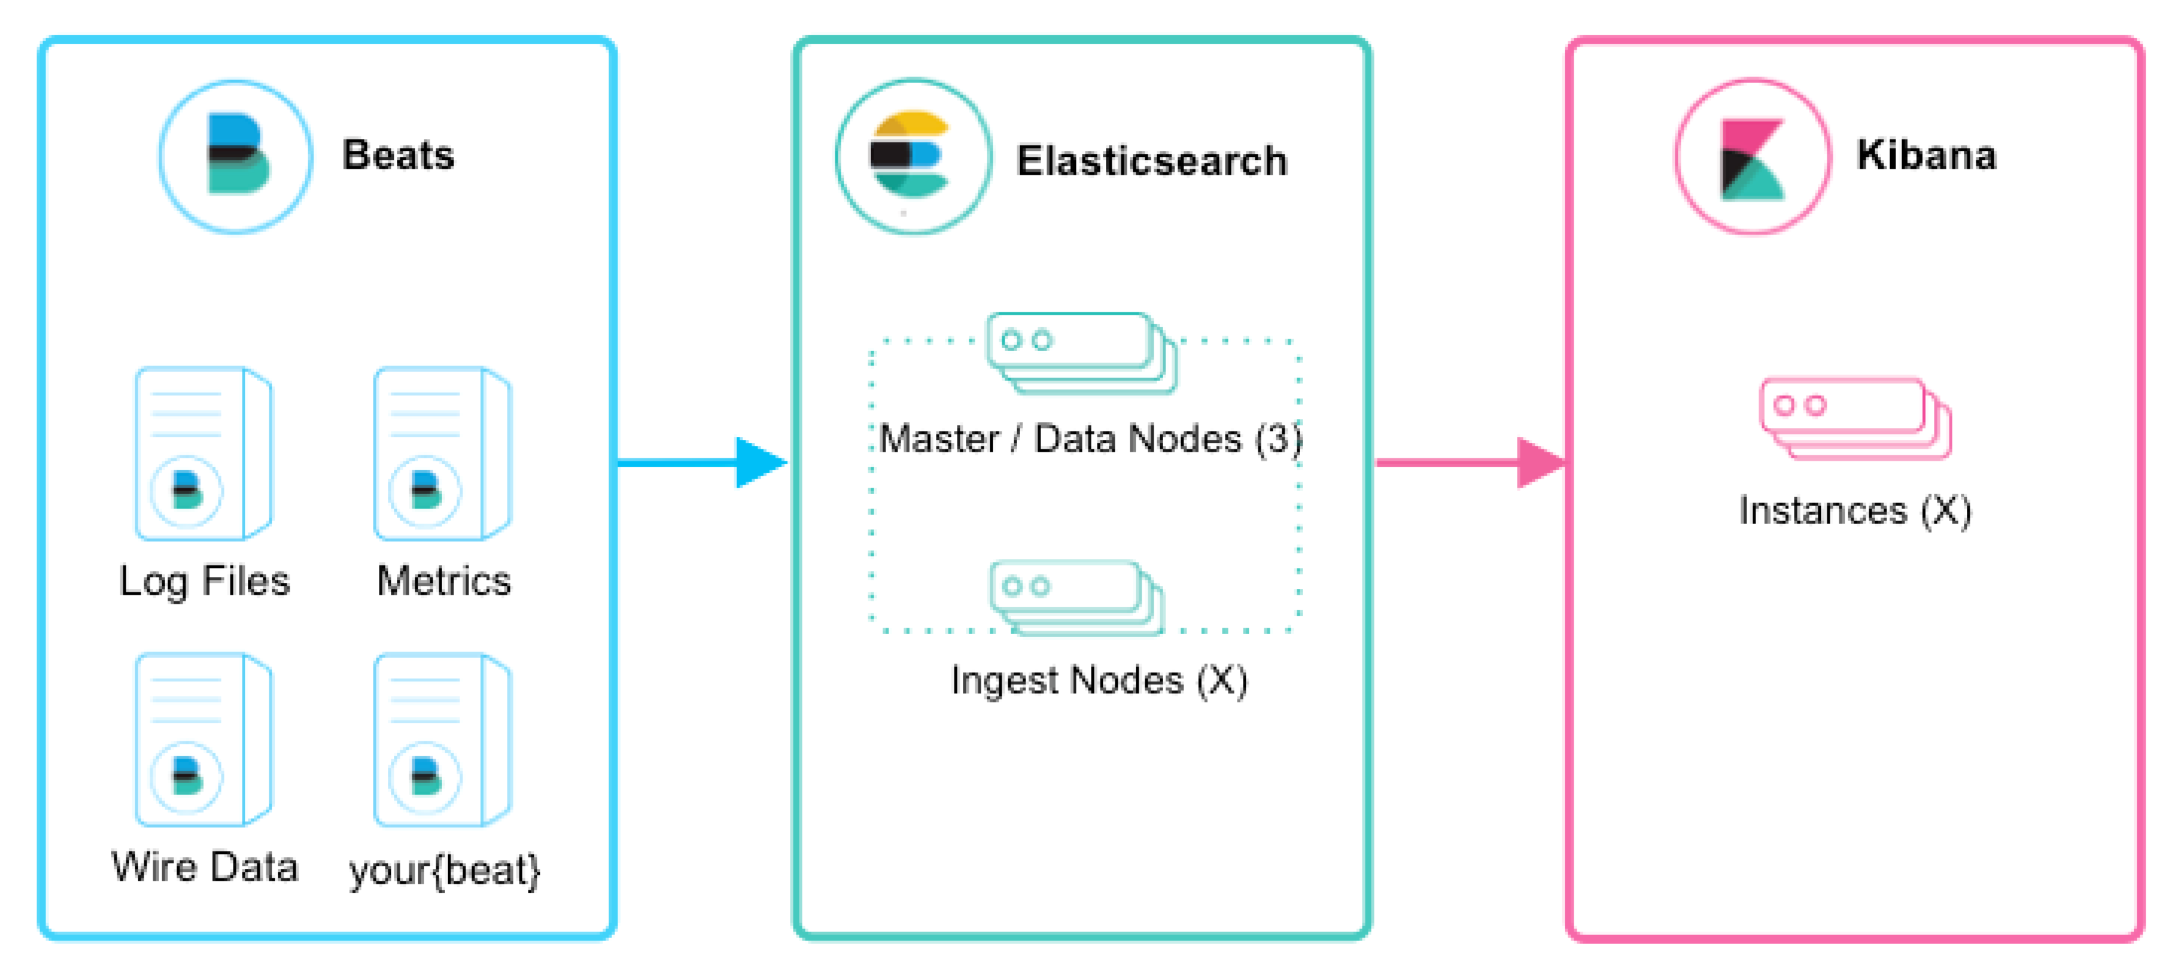 Beats
Log Files
Metrics
Wire Data
your{beat}
Elasticsearch
Master / Data Nodes (3)
Ingest Nodes (X)
Kibana
Instances (X)